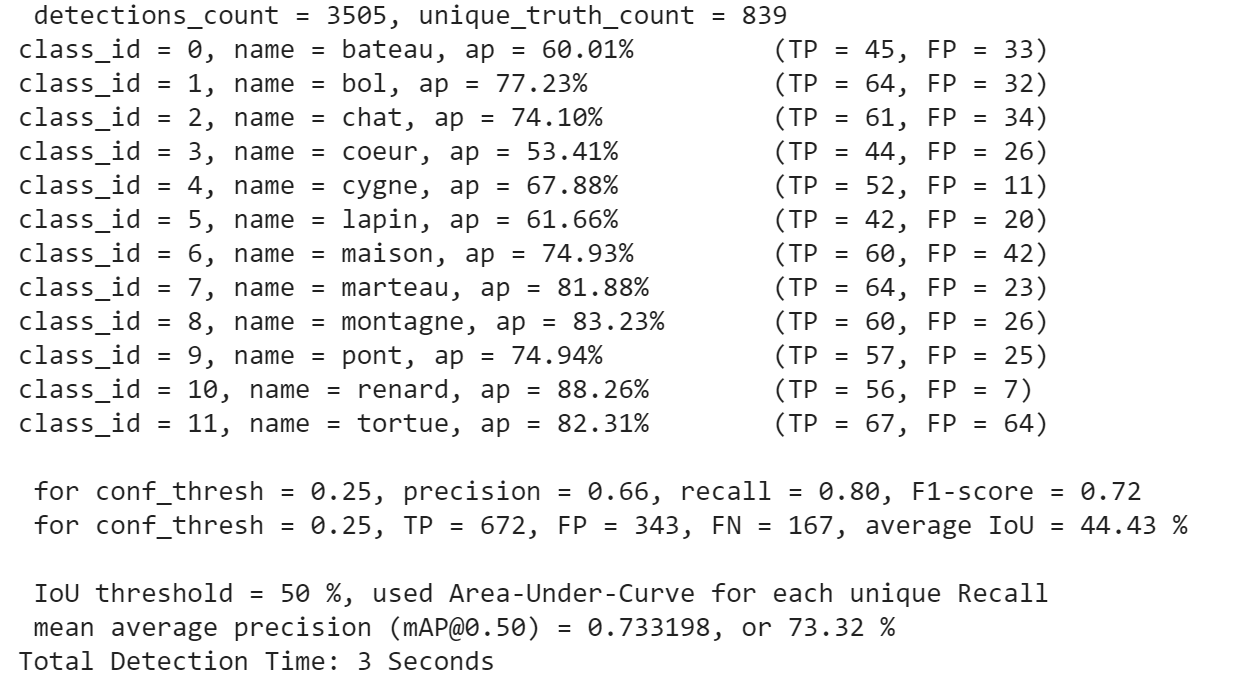 detections_count = 3505, unique_truth_count = 839
class_id = 0, name = bateau, ap = 60.01% (TP = 45, FP = 33)
class_id = 1, name = bol, ap = 77.23% (TP = 64, FP = 32)
class_id = 2, name = chat, ap = 74.10% (TP = 61, FP = 34)
class_id = 3, name = coeur, ap = 53.41% (TP = 44, FP = 26)
class_id = 4, name = cygne, ap = 67.88% (TP = 52, FP = 11)
class_id = 5, name = lapin, ap = 61.66% (TP = 42, FP = 20)
class_id = 6, name = maison, ap = 74.93% (TP = 60, FP = 42)
class_id = 7, name = marteau, ap = 81.88% (TP = 64, FP = 23)
class_id = 8, name = montagne, ap = 83.23% (TP = 60, FP = 26)
class_id = 9, name = pont, ap = 74.94% (TP = 57, FP = 25)
class_id = 10, name = renard, ap = 88.26% (TP = 56, FP = 7)
class_id = 11, name = tortue, ap = 82.31% (TP = 67, FP = 64)
for conf_thresh = 0.25, precision = 0.66, recall = 0.80, F1-score = 0.72
for conf_thresh = 0.25, TP = 672, FP = 343, FN = 167, average IoU = 44.43 %
IoU threshold = 50 %, used Area-Under-Curve for each unique Recall
mean average precision (mAP@0.50) = 0.733198, or 73.32 %
Total Detection Time: 3 Seconds